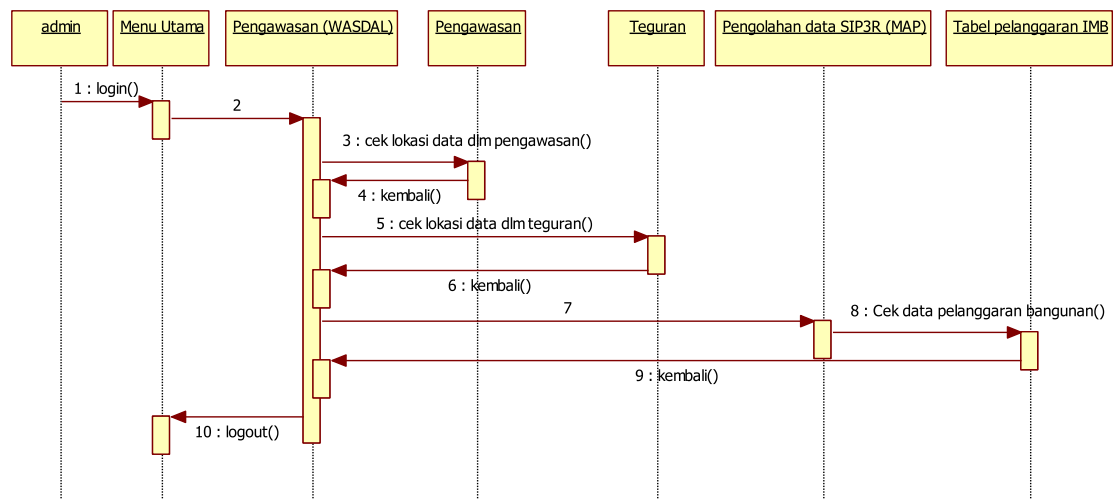 admin
Menu Utama
Pengawasan (WASDAL)
Pengawasan
Teguran
Pengolahan data SIP3R (MAP)
Tabel pelanggaran IMB
1 : login()
2
3 : cek lokasi data dlm pengawasan()
4 : kembali()
5 : cek lokasi data dlm teguran()
6 : kembali()
7
8 : Cek data pelanggaran bangunan()
9 : kembali()
10 : logout()